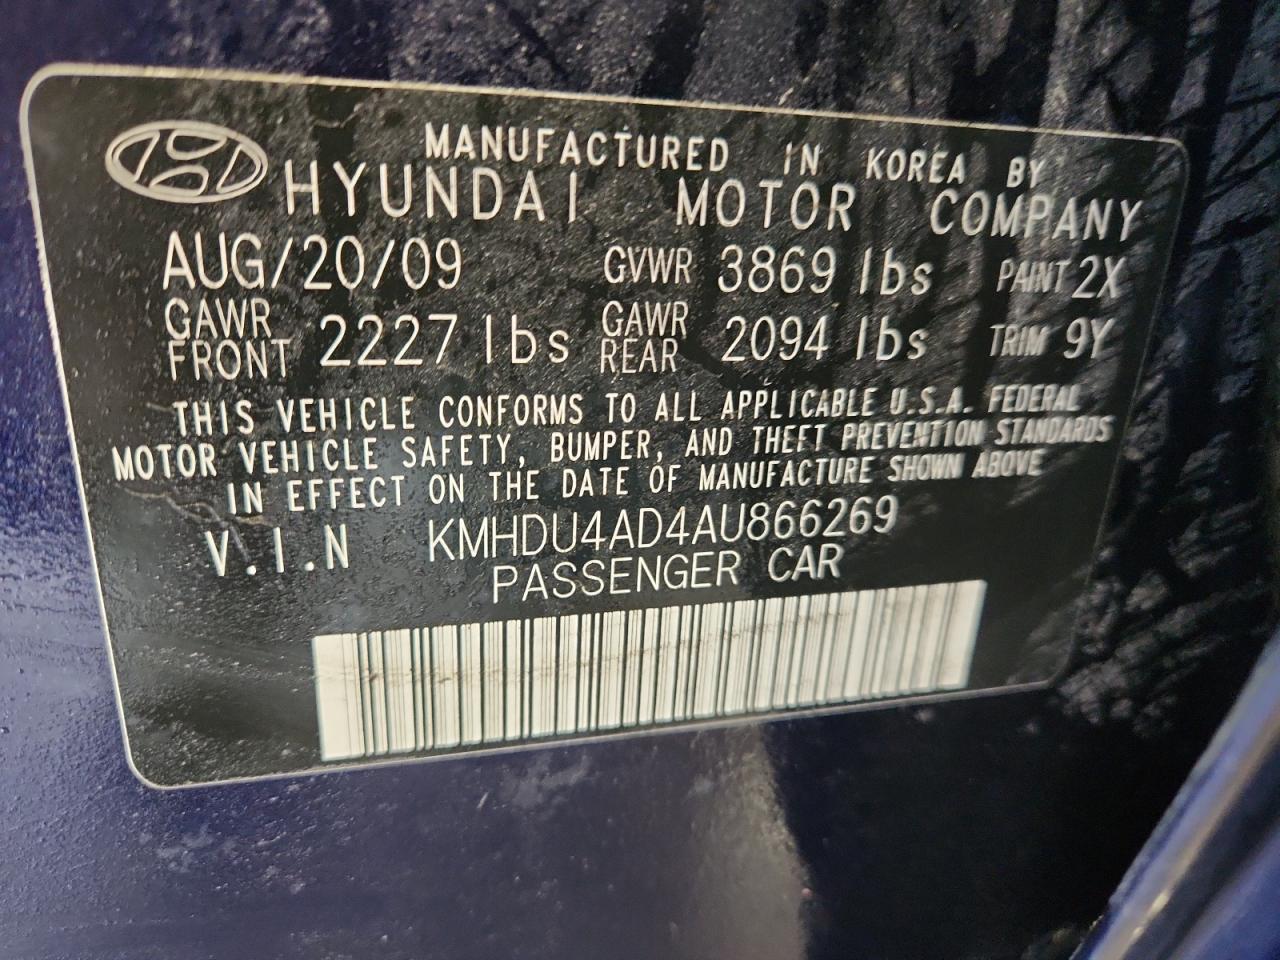 MANUFACTURED IN KOREA BY
HYUNDAI MOTOR COMPANY
AUG/20/09 GVWR 3869 lbs PAINT 2X
GAWR FRONT 2227 lbs GAWR REAR 2094 lbs TRIM 9Y
THIS VEHICLE CONFORMS TO ALL APPLICABLE U.S.A. FEDERAL
MOTOR VEHICLE SAFETY, BUMPER, AND THEFT PREVENTION STANDARDS
IN EFFECT ON THE DATE OF MANUFACTURE SHOWN ABOVE
V.I.N KMHDU4AD4AU866269
PASSENGER CAR